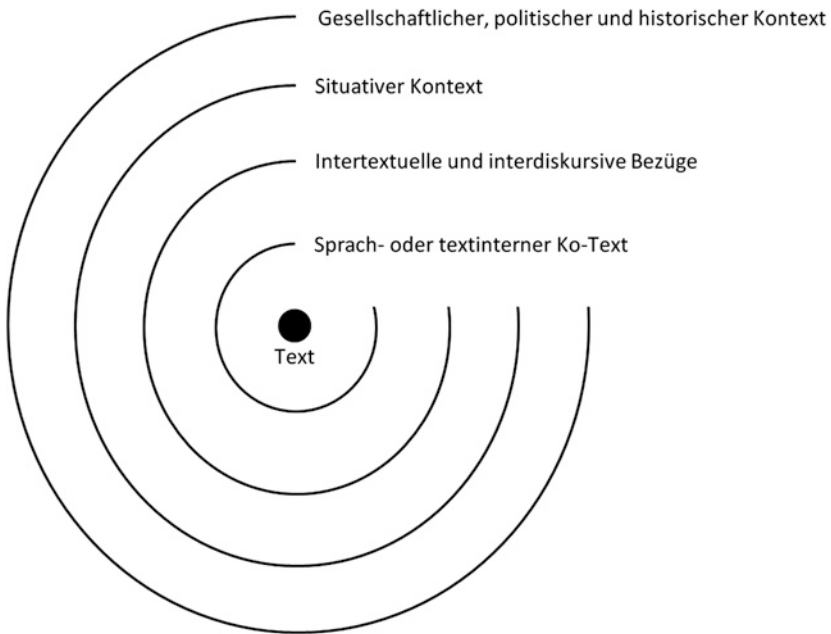 Gesellschaftlicher, politischer und historischer Kontext
Situativer Kontext
Intertextuelle und interdiskursive Bezüge
Sprach- oder textinterner Ko-Text
Text